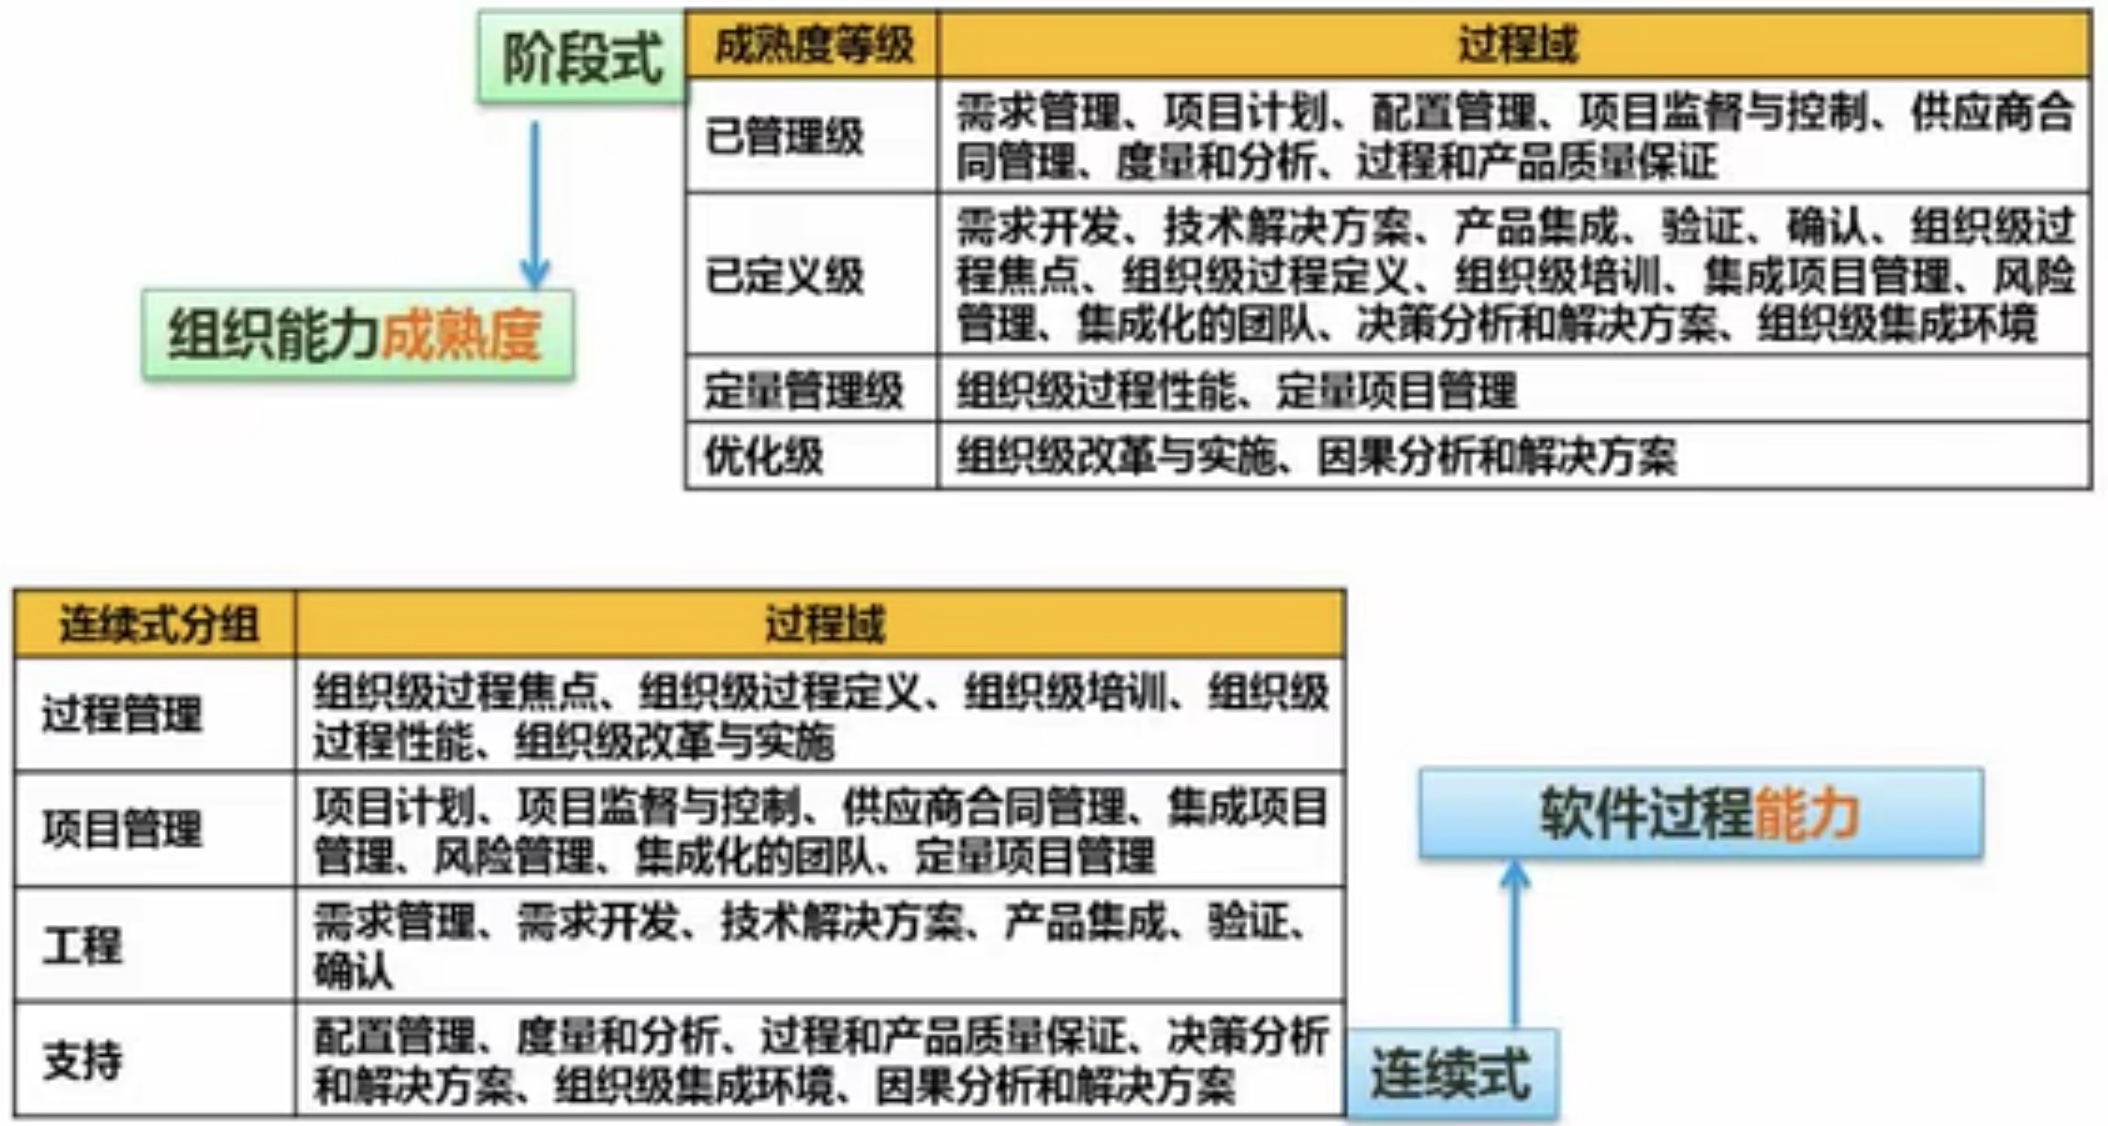 阶段式
组织能力成熟度
成熟度等级 过程域
已管理级 需求管理、项目计划、配置管理、项目监督与控制、供应商合
同管理、度量和分析、过程和产品质量保证
已定义级 需求开发、技术解决方案、产品集成、验证、确认、组织级过
程焦点、组织级过程定义、组织级培训、集成项目管理、风险
管理、集成化的团队、决策分析和解决方案、组织级集成环境
定量管理级 组织级过程性能、定量项目管理
优化级 组织级改革与实施、因果分析和解决方案
连续式分组 过程域
过程管理 组织级过程焦点、组织级过程定义、组织级培训、组织级
过程性能、组织级改革与实施
项目管理 项目计划、项目监督与控制、供应商合同管理、集成项目
管理、风险管理、集成化的团队、定量项目管理
工程 需求管理、需求开发、技术解决方案、产品集成、验证、
确认
支持 配置管理、度量和分析、过程和产品质量保证、决策分析
和解决方案、组织级集成环境、因果分析和解决方案
软件过程能力
连续式